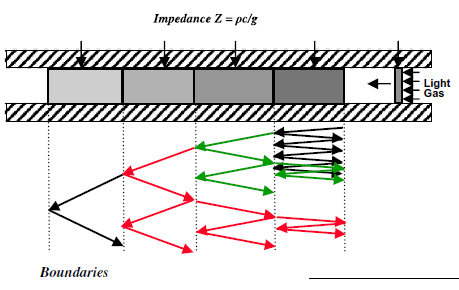 Impedance Z = ρc/g
Light
Gas
Boundaries